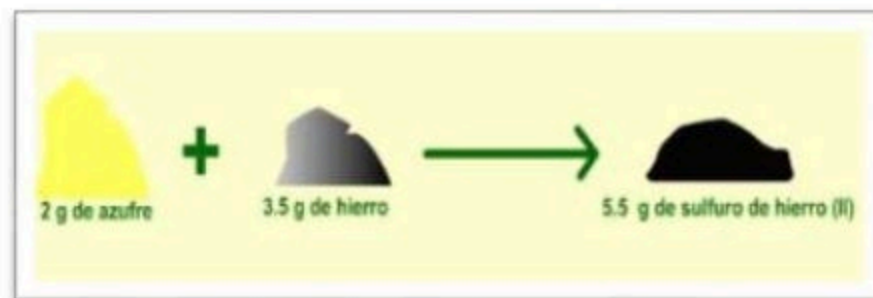 2 g de azufre
+
3.5 g de hierro
5.5 g de sulfuro de hierro (II)